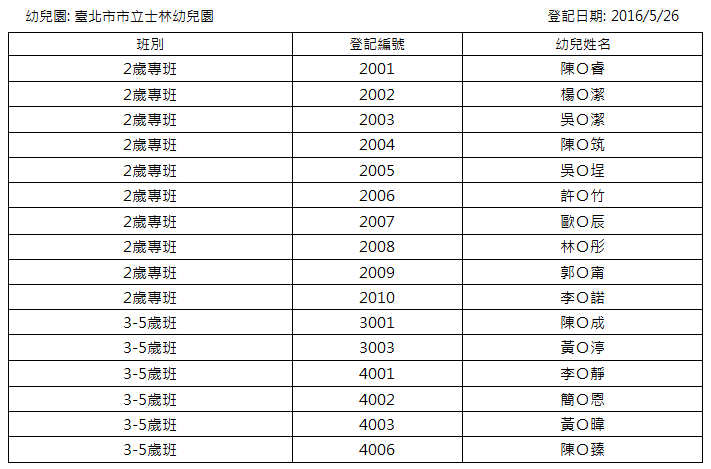 幼兒園: 臺北市市立士林幼兒園 登記日期: 2016/5/26
班別 登記編號 幼兒姓名
2歲專班 2001 陳O睿
2歲專班 2002 楊O潔
2歲專班 2003 吳O潔
2歲專班 2004 陳O筑
2歲專班 2005 吳O埕
2歲專班 2006 許O竹
2歲專班 2007 歐O辰
2歲專班 2008 林O彤
2歲專班 2009 郭O甯
2歲專班 2010 李O諾
3-5歲班 3001 陳O成
3-5歲班 3003 黃O渟
3-5歲班 4001 李O靜
3-5歲班 4002 簡O恩
3-5歲班 4003 黃O暐
3-5歲班 4006 陳O臻